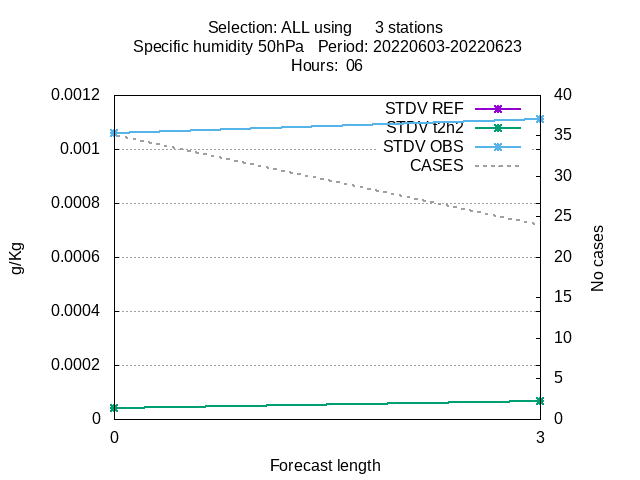 Selection: ALL using 3 stations
Specific humidity 50hPa Period: 20220603-20220623
Hours: 06
0.0012
0.001
0.0008
0.0006
0.0004
0.0002
0
40
35
30
25
20
15
10
5
0
STDV REF
STDV t2h2
STDV OBS
CASES
g/Kg
No cases
0
3
Forecast length